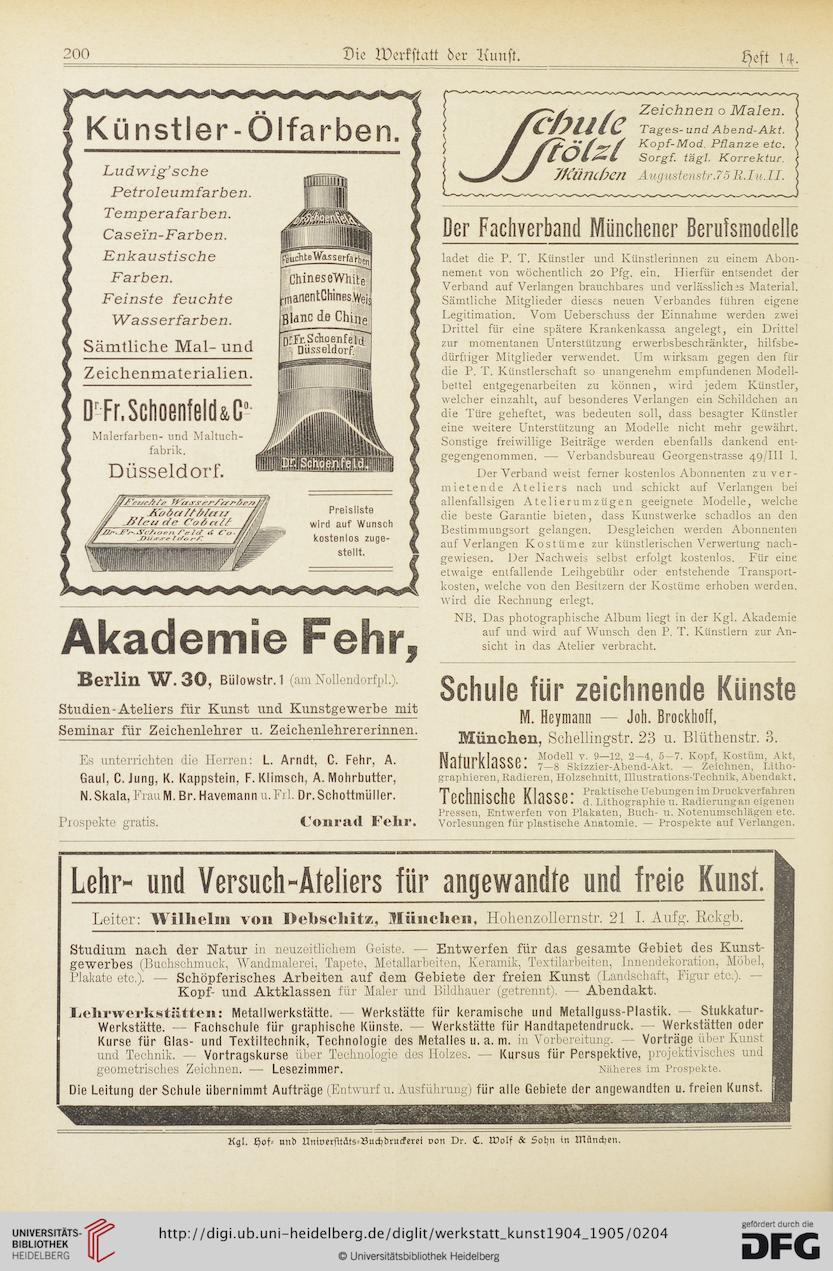 200
Die Werkstatt der Kunst.
Heft 14.
Künstler-Ölfarben.
Ludwig'sche
Petroleumfarben.
Temperafarben.
Caseïn-Farben.
Enkaustische
Farben.
Feinste feuchte
Wasserfarben.
Sämtliche Mal- und
Zeichenmaterialien.
Dr. Fr. Schoenfeld & Co.
Malerfarben- und Maltuch-
fabrik.
Düsseldorf.
Dr. Schoenfeld.
Feuchte Wasserfarben
Chinese White
rmanent Chines. Weis
Blanc de Chine
Dr. Fr. Schoenfeld
Düsseldorf.
Dr. Schoenfeld.
Feuchte Wasserfarben
Kobaltblau
Bleu de Cobalt
Dr. Fr. Schoenfeld & Co.
Düsseldorf.
Preisliste
wird auf Wunsch
kostenlos zuge-
stellt.
Akademie Fehr,
Berlin W. 30, Bülowstr. 1 (am Nollendorfpl.).
Studien-Ateliers für Kunst und Kunstgewerbe mit
Seminar für Zeichenlehrer u. Zeichenlehrererinnen.
Es unterrichten die Herren: L. Arndt, C. Fehr, A.
Gaul, C. Jung, K. Kappstein, F. Klimsch, A. Mohrbutter,
N. Skala, Frau M. Br. Havemann u. Frl. Dr. Schottmüller.
Prospekte gratis. Conrad Fehr.
Schule
Stölzl
München
Zeichnen o Malen.
Tages- und Abend-Akt.
Kopf-Mod. Pflanze etc.
Sorgf. tägl. Korrektur.
Augustenstr. 75 R. I u. II.
Der Fachverband Münchener Berufsmodelle
ladet die P. T. Künstler und Künstlerinnen zu einem Abon-
nement von wöchentlich 20 Pfg. ein. Hierfür entsendet der
Verband auf Verlangen brauchbares und verlässliches Material.
Sämtliche Mitglieder dieses neuen Verbandes führen eigene
Legitimation. Vom Ueberschuss der Einnahme werden zwei
Drittel für eine spätere Krankenkassa angelegt, ein Drittel
zur momentanen Unterstützung erwerbsbeschränkter, hilfsbe-
dürftiger Mitglieder verwendet. Um wirksam gegen den für
die P. T. Künstlerschaft so unangenehm empfundenen Modell-
bettel entgegenarbeiten zu können, wird jedem Künstler,
welcher einzahlt, auf besonderes Verlangen ein Schildchen an
die Türe geheftet, was bedeuten soll, dass besagter Künstler
eine weitere Unterstützung an Modelle nicht mehr gewährt.
Sonstige freiwillige Beiträge werden ebenfalls dankend ent-
gegengenommen. — Verbandsbureau Georgenstrasse 49/III l.
Der Verband weist ferner kostenlos Abonnenten zu ver-
mietende Ateliers nach und schickt auf Verlangen bei
allenfallsigen Atelierumzügen geeignete Modelle, welche
die beste Garantie bieten, dass Kunstwerke schadlos an den
Bestimmungsort gelangen. Desgleichen werden Abonnenten
auf Verlangen Kostüme zur künstlerischen Verwertung nach-
gewiesen. Der Nachweis selbst erfolgt kostenlos. Für eine
etwaige entfallende Leihgebühr oder entstehende Transport-
kosten, welche von den Besitzern der Kostüme erhoben werden.
wird die Rechnung erlegt.
NB. Das photographische Album liegt in der Kgl. Akademie
auf und wird auf Wunsch den P. T. Künstlern zur An-
sicht in das Atelier verbracht.
Schule für zeichnende Künste
M. Heymann — Joh. Brockhoff,
München, Schellingstr. 23 u. Blüthenstr. 3.
Naturklasse: Modell v. 9—12, 2—4, 5—7. Kopf, Kostüm, Akt,
7—8 Skizzier-Abend-Akt. — Zeichnen, Litho-
graphieren, Radieren, Holzschnitt, Illustrations-Technik, Abendakt.
Technische Klasse: Praktische Uebungen im Druckverfahren
d. Lithographie u. Radierung an eigenen
Pressen, Entwerfen von Plakaten, Buch- u. Notenumschlägen etc.
Vorlesungen für plastische Anatomie. — Prospekte auf Verlangen.
Lehr- und Versuch-Ateliers für angewandte und freie Kunst.
Leiter: Wilhelm von Debschitz, München, Hohenzollernstr. 21 I. Aufg. Rckgb.
Studium nach der Natur in neuzeitlichem Geiste. — Entwerfen für das gesamte Gebiet des Kunst-
gewerbes (Buchschmuck, Wandmalerei, Tapete, Metallarbeiten, Keramik, Textilarbeiten, Innendekoration, Möbel,
Plakate etc.). — Schöpferisches Arbeiten auf dem Gebiete der freien Kunst (Landschaft, Figur etc.). —
Kopf- und Aktklassen für Maler und Bildhauer (getrennt). — Abendakt.
Lehrwerkstätten: Metallwerkstätte. — Werkstätte für keramische und Metallguss-Plastik. — Stukkatur-
Werkstätte. — Fachschule für graphische Künste. — Werkstätte für Handtapetendruck. — Werkstätten oder
Kurse für Glas- und Textiltechnik, Technologie des Metalles u. a. m. in Vorbereitung. — Vorträge über Kunst
und Technik. — Vortragskurse über Technologie des Holzes. — Kursus für Perspektive, projektivisches und
geometrisches Zeichnen. — Lesezimmer. Näheres im Prospekte.
Die Leitung der Schule übernimmt Aufträge (Entwurf u. Ausführung) für alle Gebiete der angewandten u. freien Kunst.
Kgl. Hof- und Universitäts-Buchdruckerei von Dr. C. Wolf & Sohn in München.
UNIVERSITÄTS-
BIBLIOTHEK
HEIDELBERG
http://digi.ub.uni-heidelberg.de/diglit/werkstatt_kunst1904_1905/0204
© Universitätsbibliothek Heidelberg
gefördert durch die
DFG